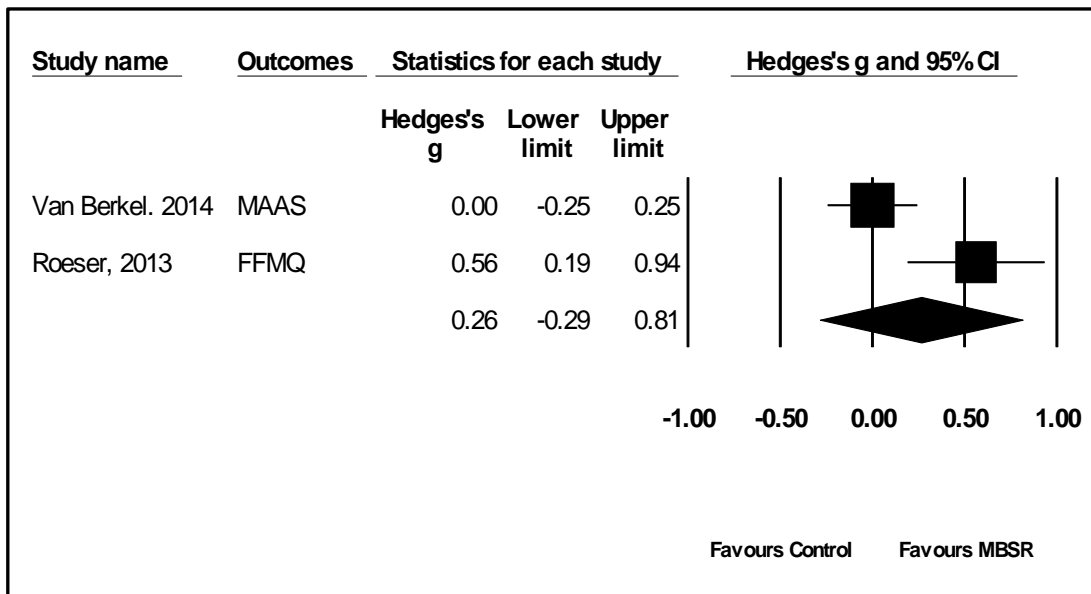 Study name Outcomes Statistics for each study Hedges's g and 95% CI
Hedges's Lower Upper
g limit limit
Van Berkel. 2014 MAAS 0.00 -0.25 0.25
Roeser, 2013 FFMQ 0.56 0.19 0.94
0.26 -0.29 0.81
-1.00 -0.50 0.00 0.50 1.00
Favours Control Favours MBSR